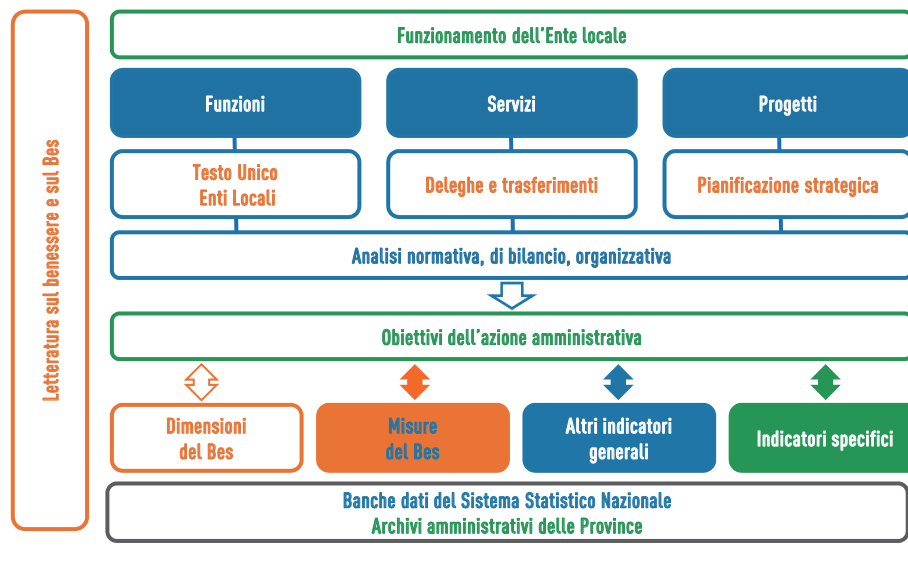 Letteratura sul benessere e sul Bes
Funzionamento dell'Ente locale
Funzioni
Servizi
Progetti
Testo Unico
Enti Locali
Deleghe e trasferimenti
Pianificazione strategica
Analisi normativa, di bilancio, organizzativa
Obiettivi dell'azione amministrativa
Dimensioni
del Bes
Misure
del Bes
Altri indicatori
generali
Indicatori specifici
Banche dati del Sistema Statistico Nazionale
Archivi amministrativi delle Province